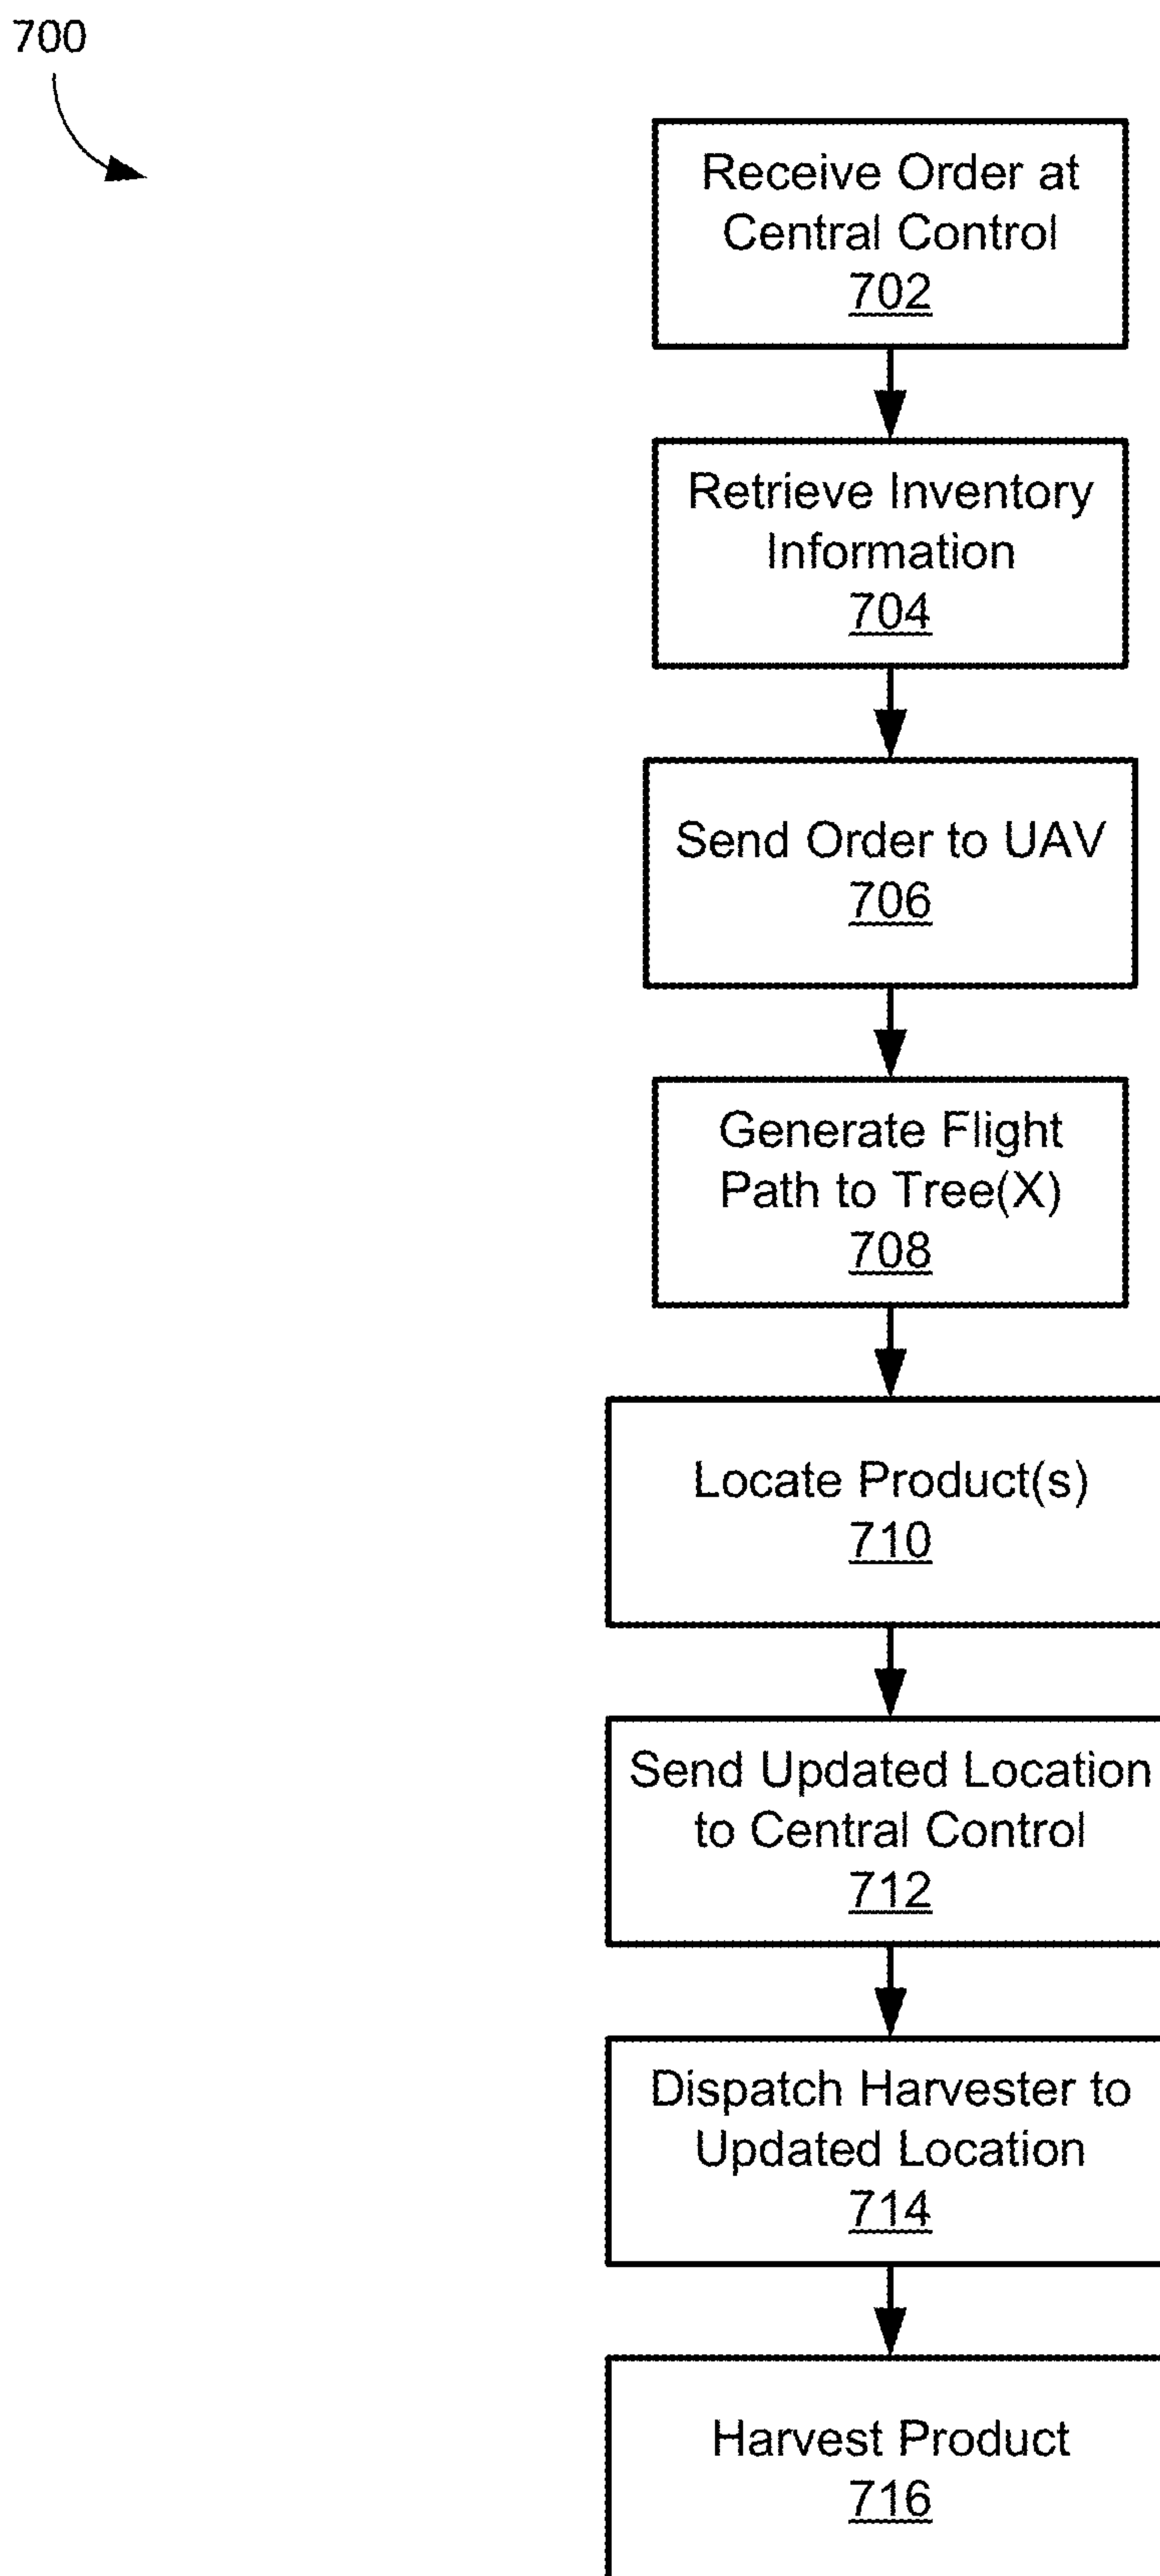 700
Receive Order at
Central Control
702
Retrieve Inventory
Information
704
Send Order to UAV
706
Generate Flight
Path to Tree(X)
708
Locate Product(s)
710
Send Updated Location
to Central Control
712
Dispatch Harvester to
Updated Location
714
Harvest Product
716